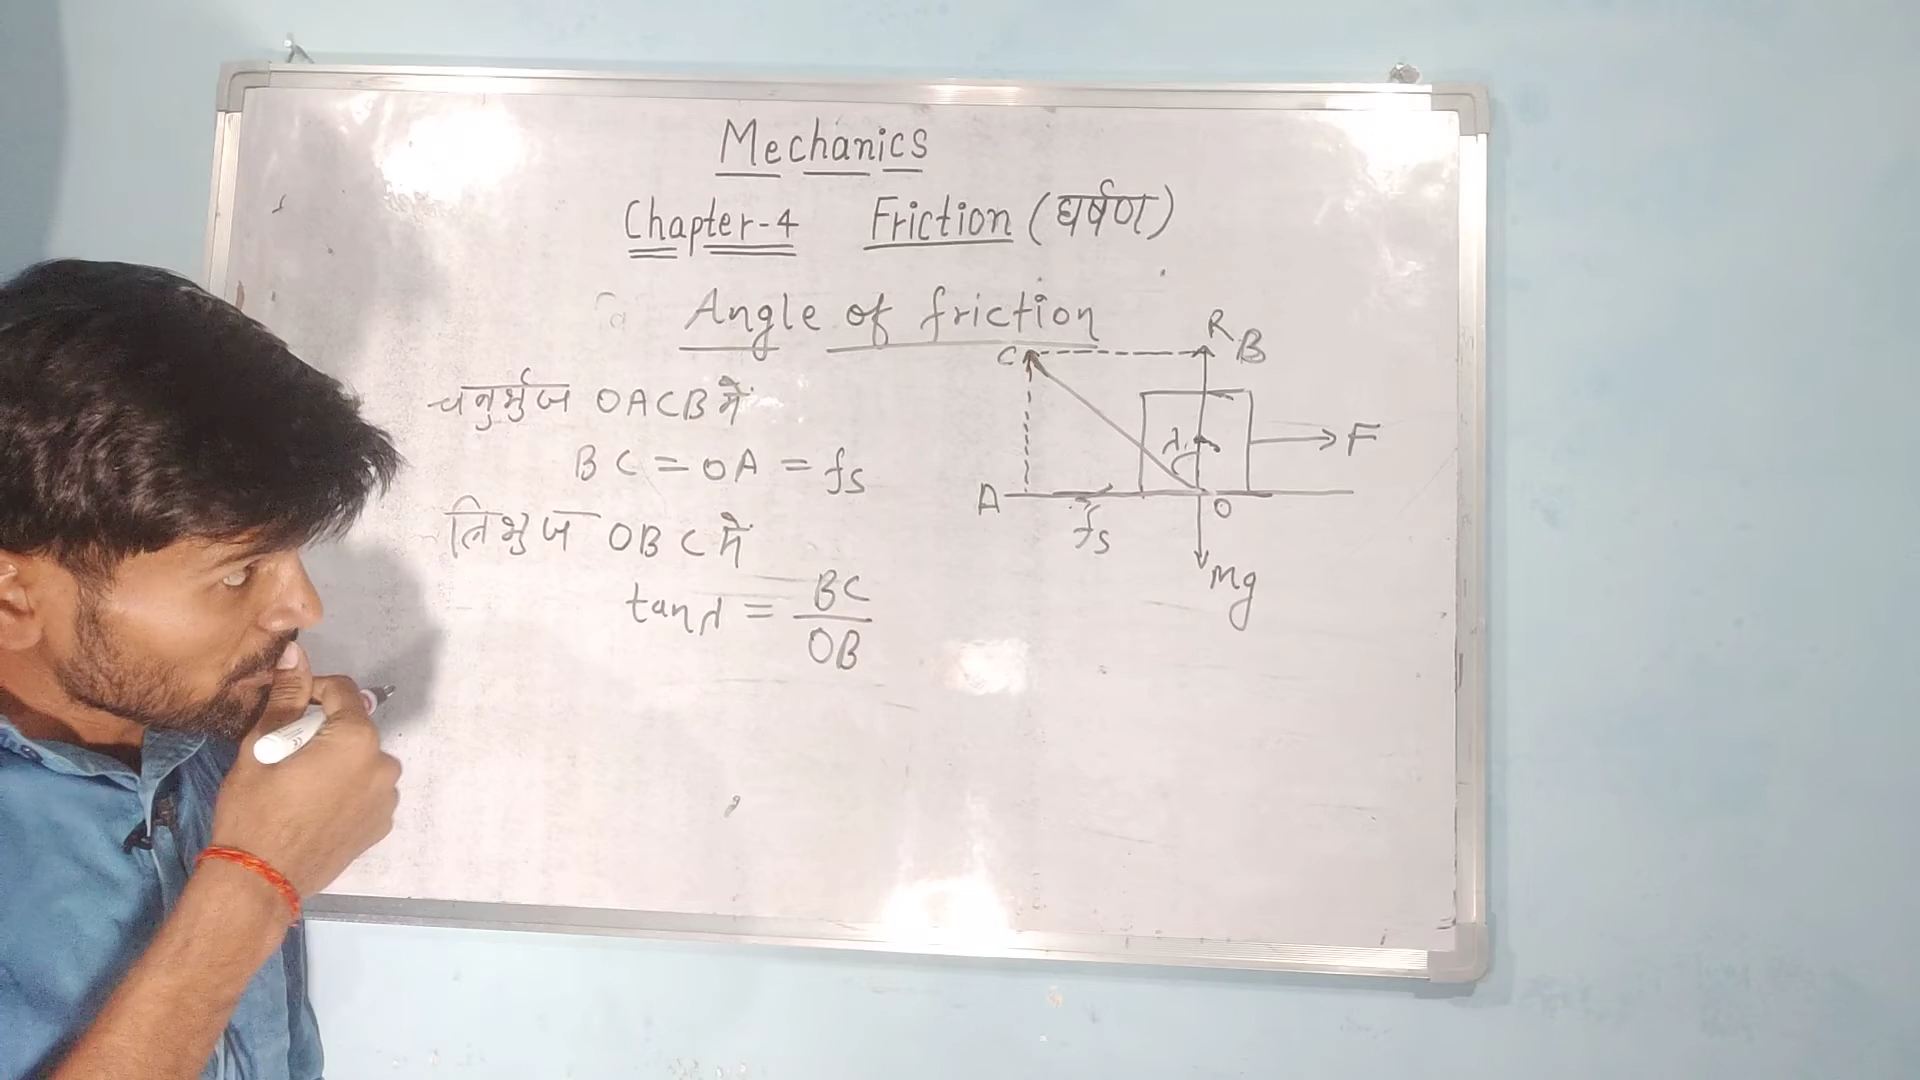 Mechanics
Chapter-4 Friction (घर्षण)
Angle of friction
चतुर्भुज OACB में
BC = OA = fs
त्रिभुज OBC में
tanλ = BC
OB
C
R
B
λ
F
A
fs
O
Mg